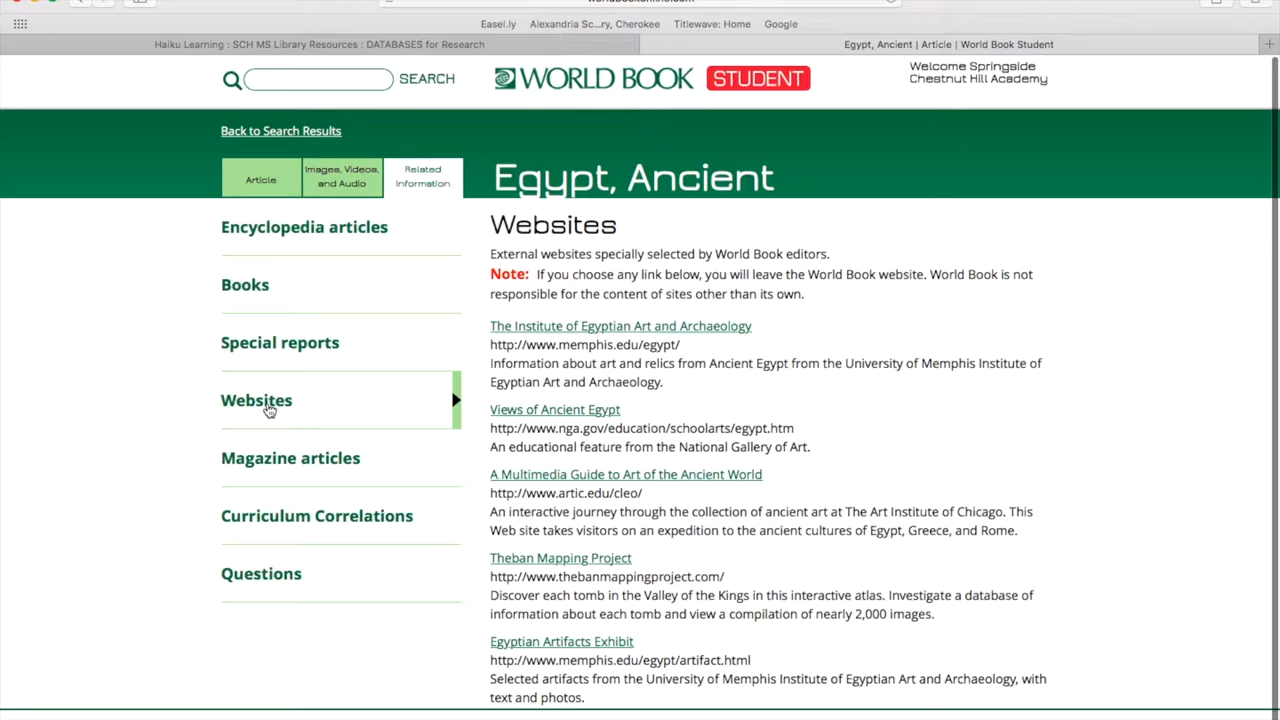 Easel.ly Alexandria Sc...ry, Cherokee Titlewave: Home Google
Haiku Learning : SCH MS Library Resources : DATABASES for Research
Egypt, Ancient | Article | World Book Student
SEARCH
WORLD BOOK STUDENT
Welcome Springside
Chestnut Hill Academy
Back to Search Results
Article
Images, Videos,
and Audio
Related
Information
Egypt, Ancient
Encyclopedia articles
Books
Special reports
Websites
Magazine articles
Curriculum Correlations
Questions
Websites
External websites specially selected by World Book editors.
Note: If you choose any link below, you will leave the World Book website. World Book is not
responsible for the content of sites other than its own.
The Institute of Egyptian Art and Archaeology
http://www.memphis.edu/egypt/
Information about art and relics from Ancient Egypt from the University of Memphis Institute of
Egyptian Art and Archaeology.
Views of Ancient Egypt
http://www.nga.gov/education/schoolarts/egypt.htm
An educational feature from the National Gallery of Art.
A Multimedia Guide to Art of the Ancient World
http://www.artic.edu/cleo/
An interactive journey through the collection of ancient art at The Art Institute of Chicago. This
Web site takes visitors on an expedition to the ancient cultures of Egypt, Greece, and Rome.
Theban Mapping Project
http://www.thebanmappingproject.com/
Discover each tomb in the Valley of the Kings in this interactive atlas. Investigate a database of
information about each tomb and view a compilation of nearly 2,000 images.
Egyptian Artifacts Exhibit
http://www.memphis.edu/egypt/artifact.html
Selected artifacts from the University of Memphis Institute of Egyptian Art and Archaeology, with
text and photos.